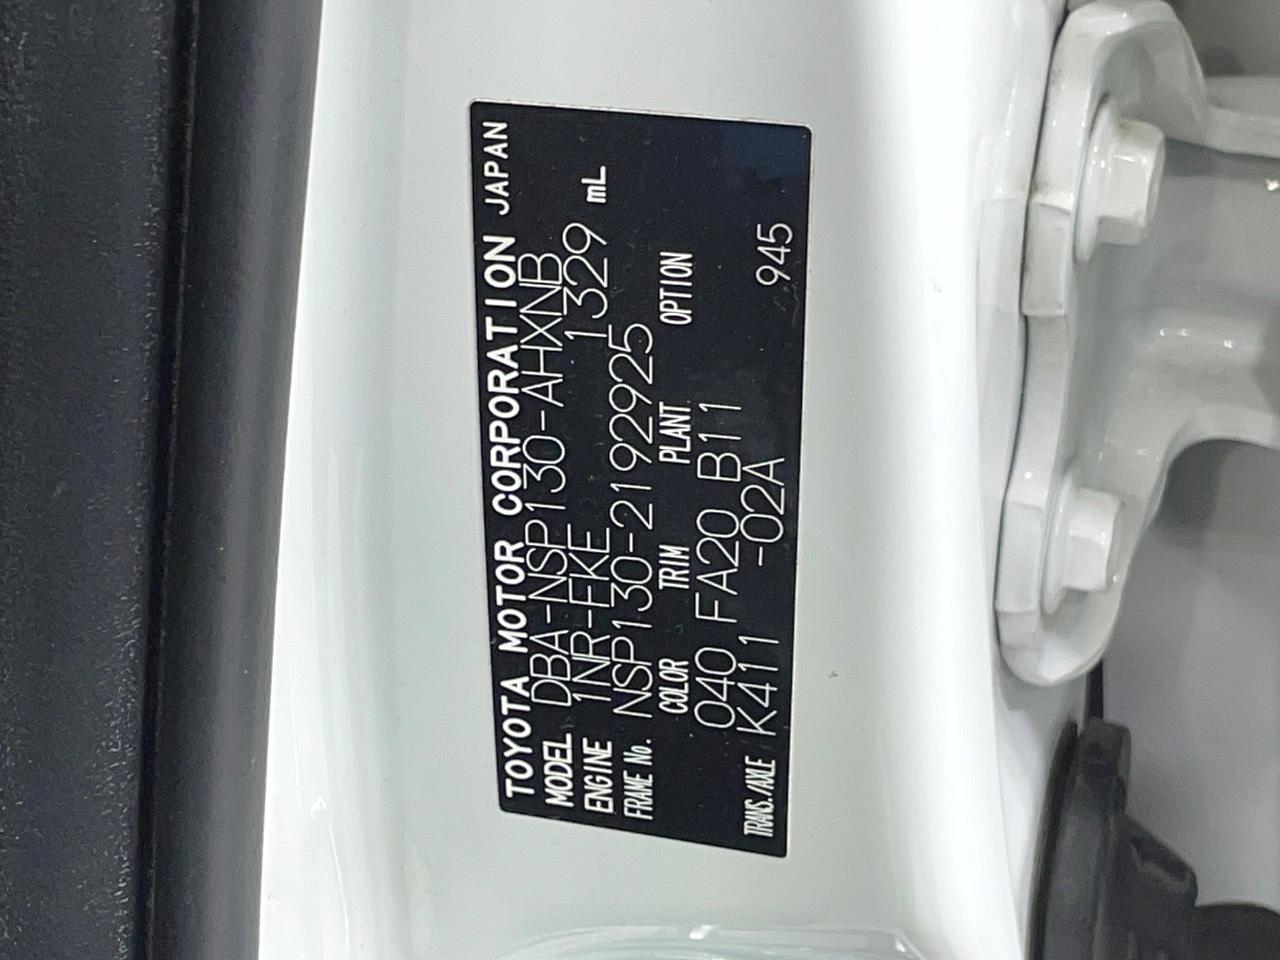 TOYOTA MOTOR CORPORATION JAPAN
MODEL DBA-NSP130-AHXNB
ENGINE 1NR-FKE 1329 mL
FRAME No. NSP130-2192925
COLOR TRIM PLANT OPTION
040 FA20 B11
TRANS./AXLE K411 -02A 945